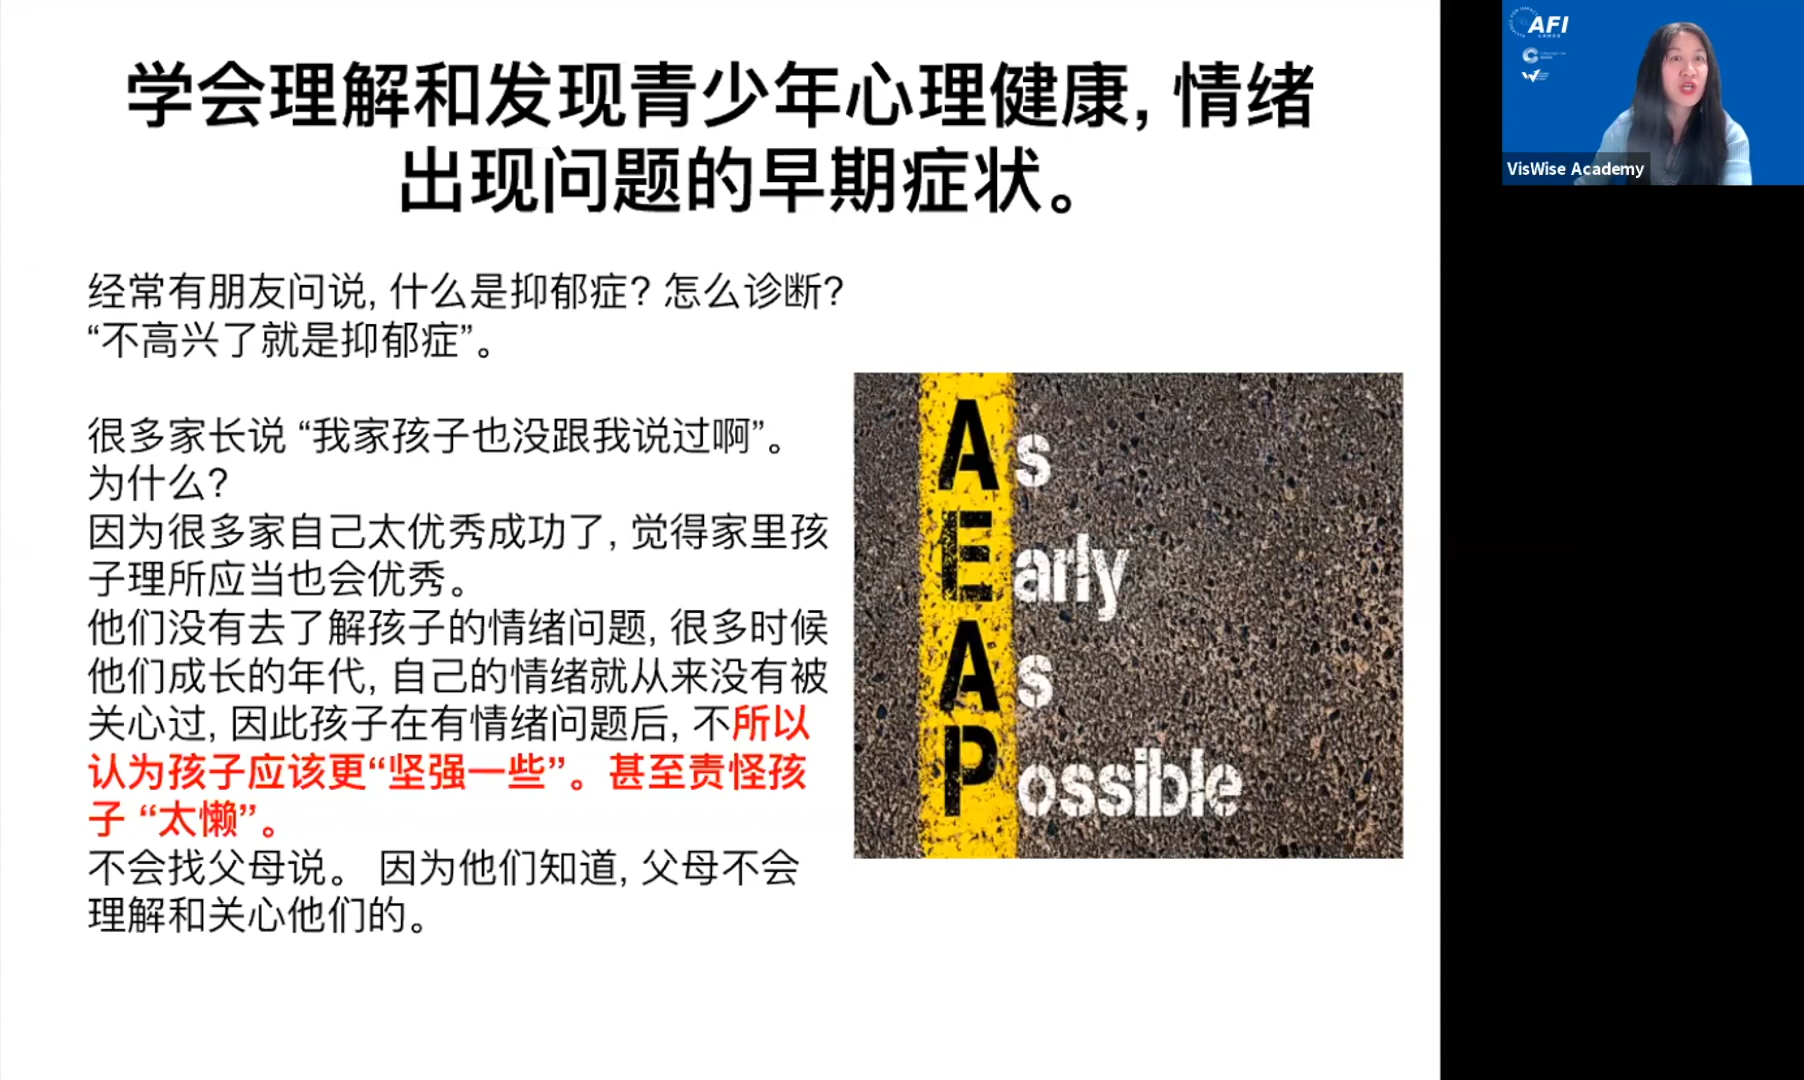 学会理解和发现青少年心理健康, 情绪
出现问题的早期症状。
经常有朋友问说, 什么是抑郁症? 怎么诊断?
“不高兴了就是抑郁症”。
很多家长说 “我家孩子也没跟我说过啊”。
为什么?
因为很多家自己太优秀成功了, 觉得家里孩
子理所应当也会优秀。
他们没有去了解孩子的情绪问题, 很多时候
他们成长的年代, 自己的情绪就从来没有被
关心过, 因此孩子在有情绪问题后, 不所以
认为孩子应该更“坚强一些”。甚至责怪孩
子 “太懒”。
不会找父母说。 因为他们知道, 父母不会
理解和关心他们的。
As
Early
As
Possible
AFI
VisWise Academy